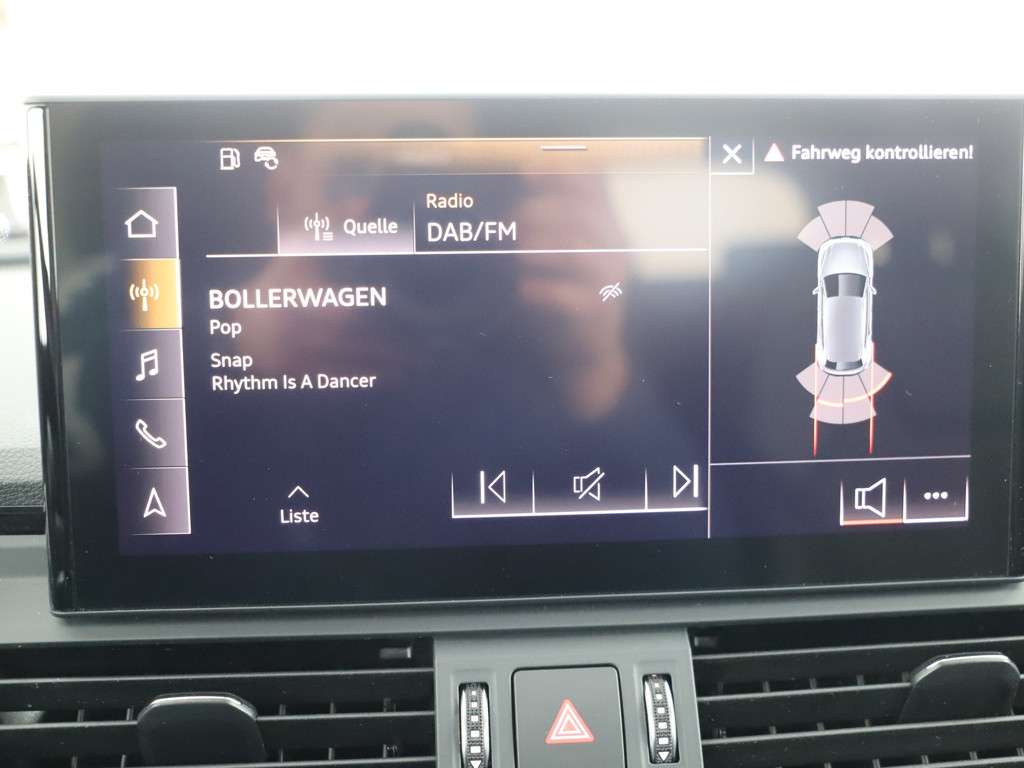 Fahrweg kontrollieren!
Quelle
Radio
DAB/FM
BOLLERWAGEN
Pop
Snap
Rhythm Is A Dancer
Liste